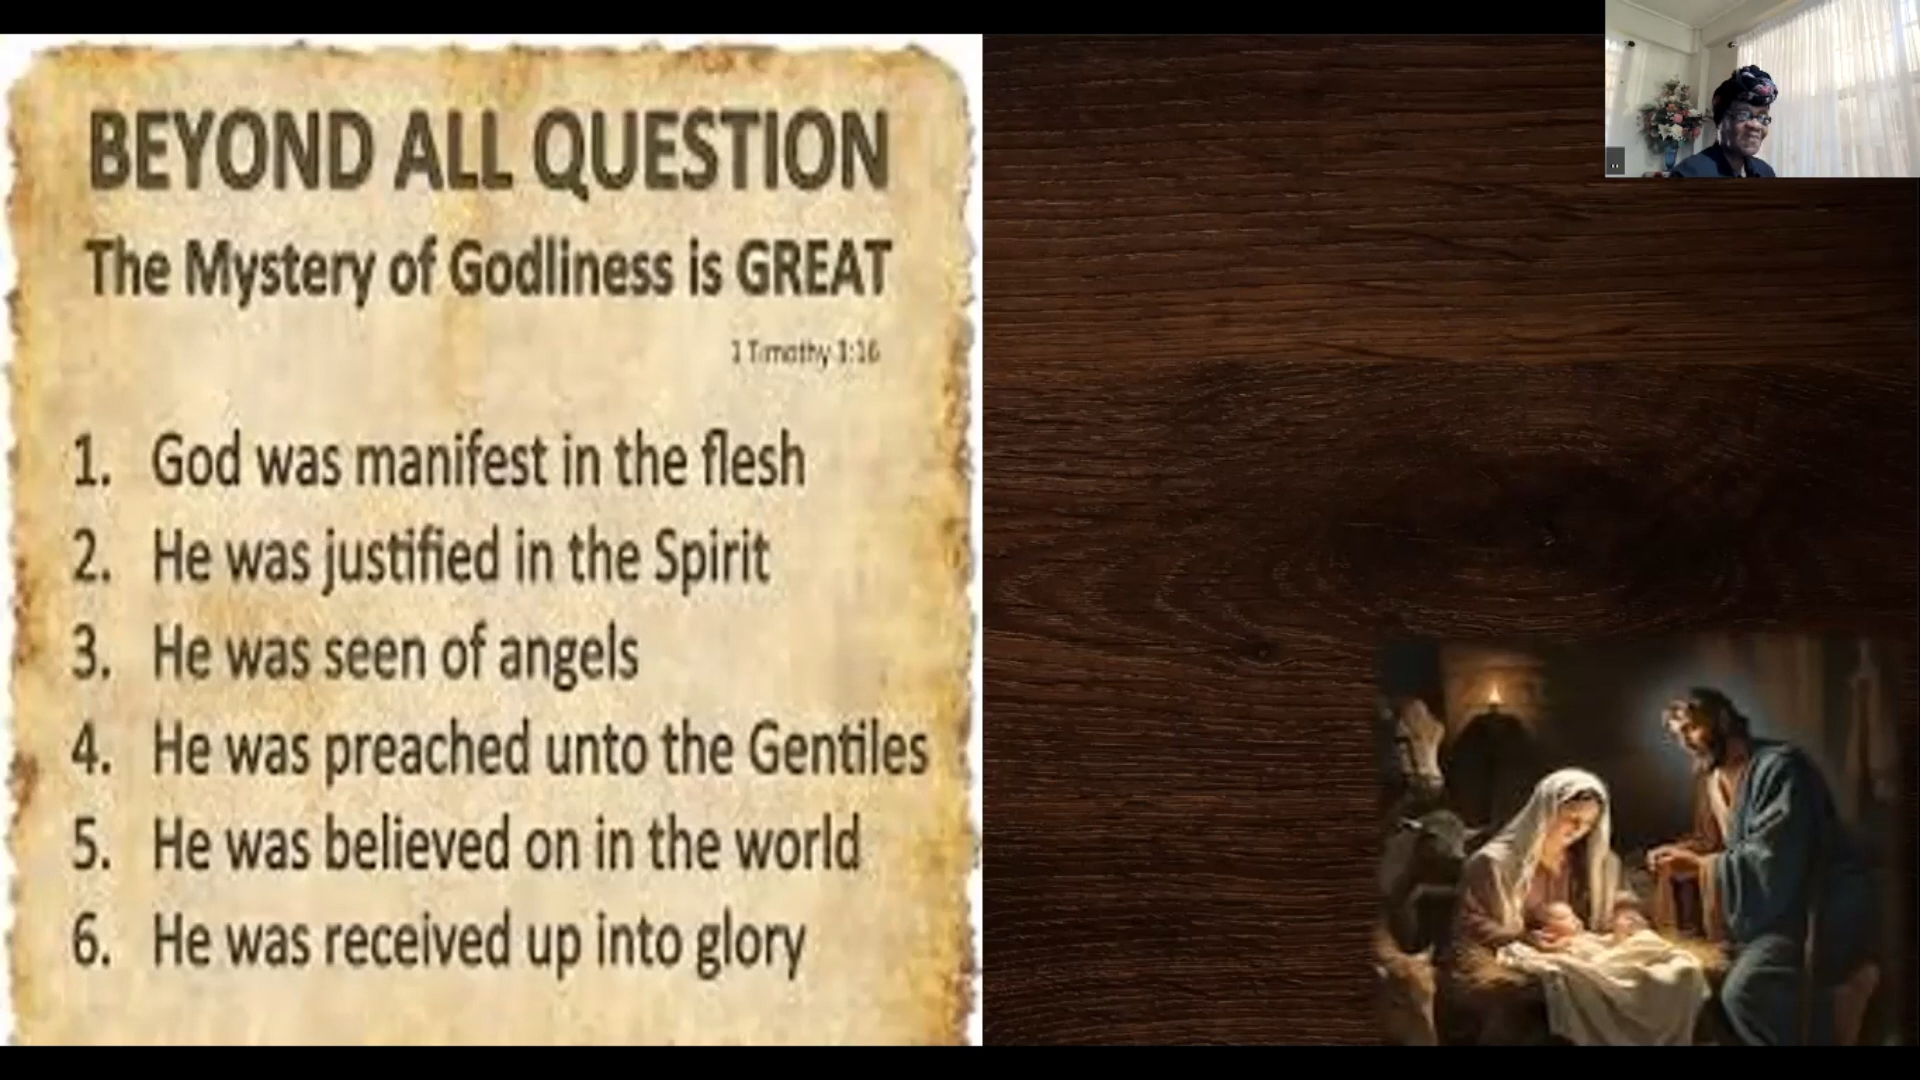 BEYOND ALL QUESTION
The Mystery of Godliness is GREAT
1 Timothy 3:16
1. God was manifest in the flesh
2. He was justified in the Spirit
3. He was seen of angels
4. He was preached unto the Gentiles
5. He was believed on in the world
6. He was received up into glory